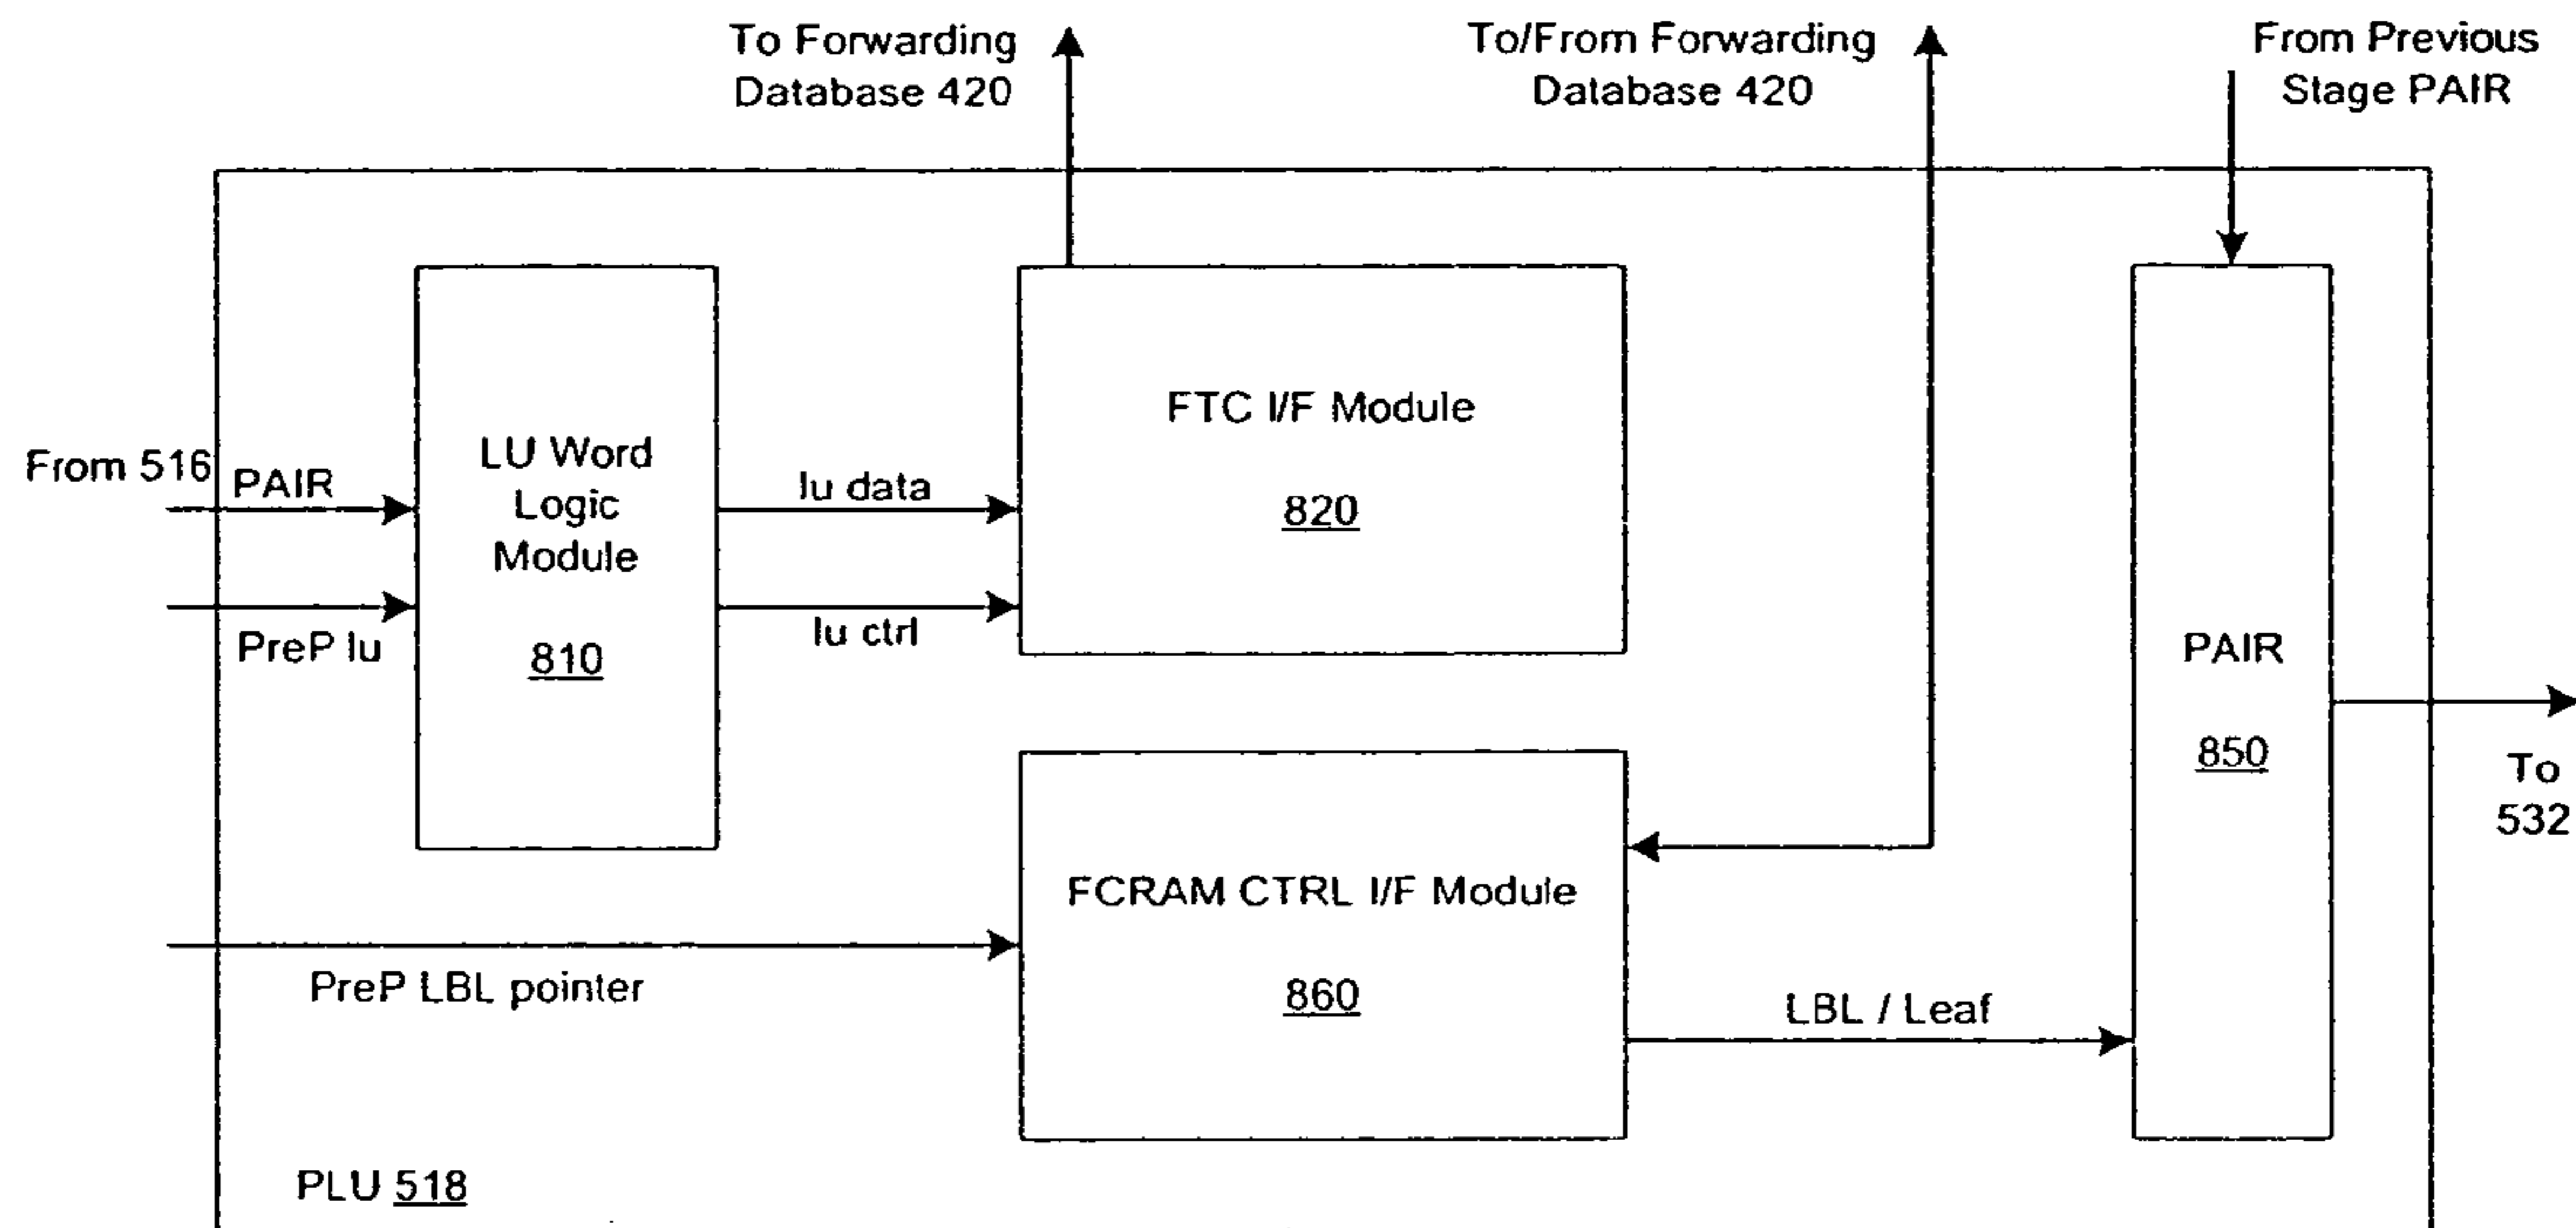 To Forwarding
Database 420
To/From Forwarding
Database 420
From Previous
Stage PAIR
From 516
PAIR
PreP lu
LU Word
Logic
Module
810
lu data
lu ctrl
FTC I/F Module
820
PAIR
850
To
532
PreP LBL pointer
FCRAM CTRL I/F Module
860
LBL / Leaf
PLU 518